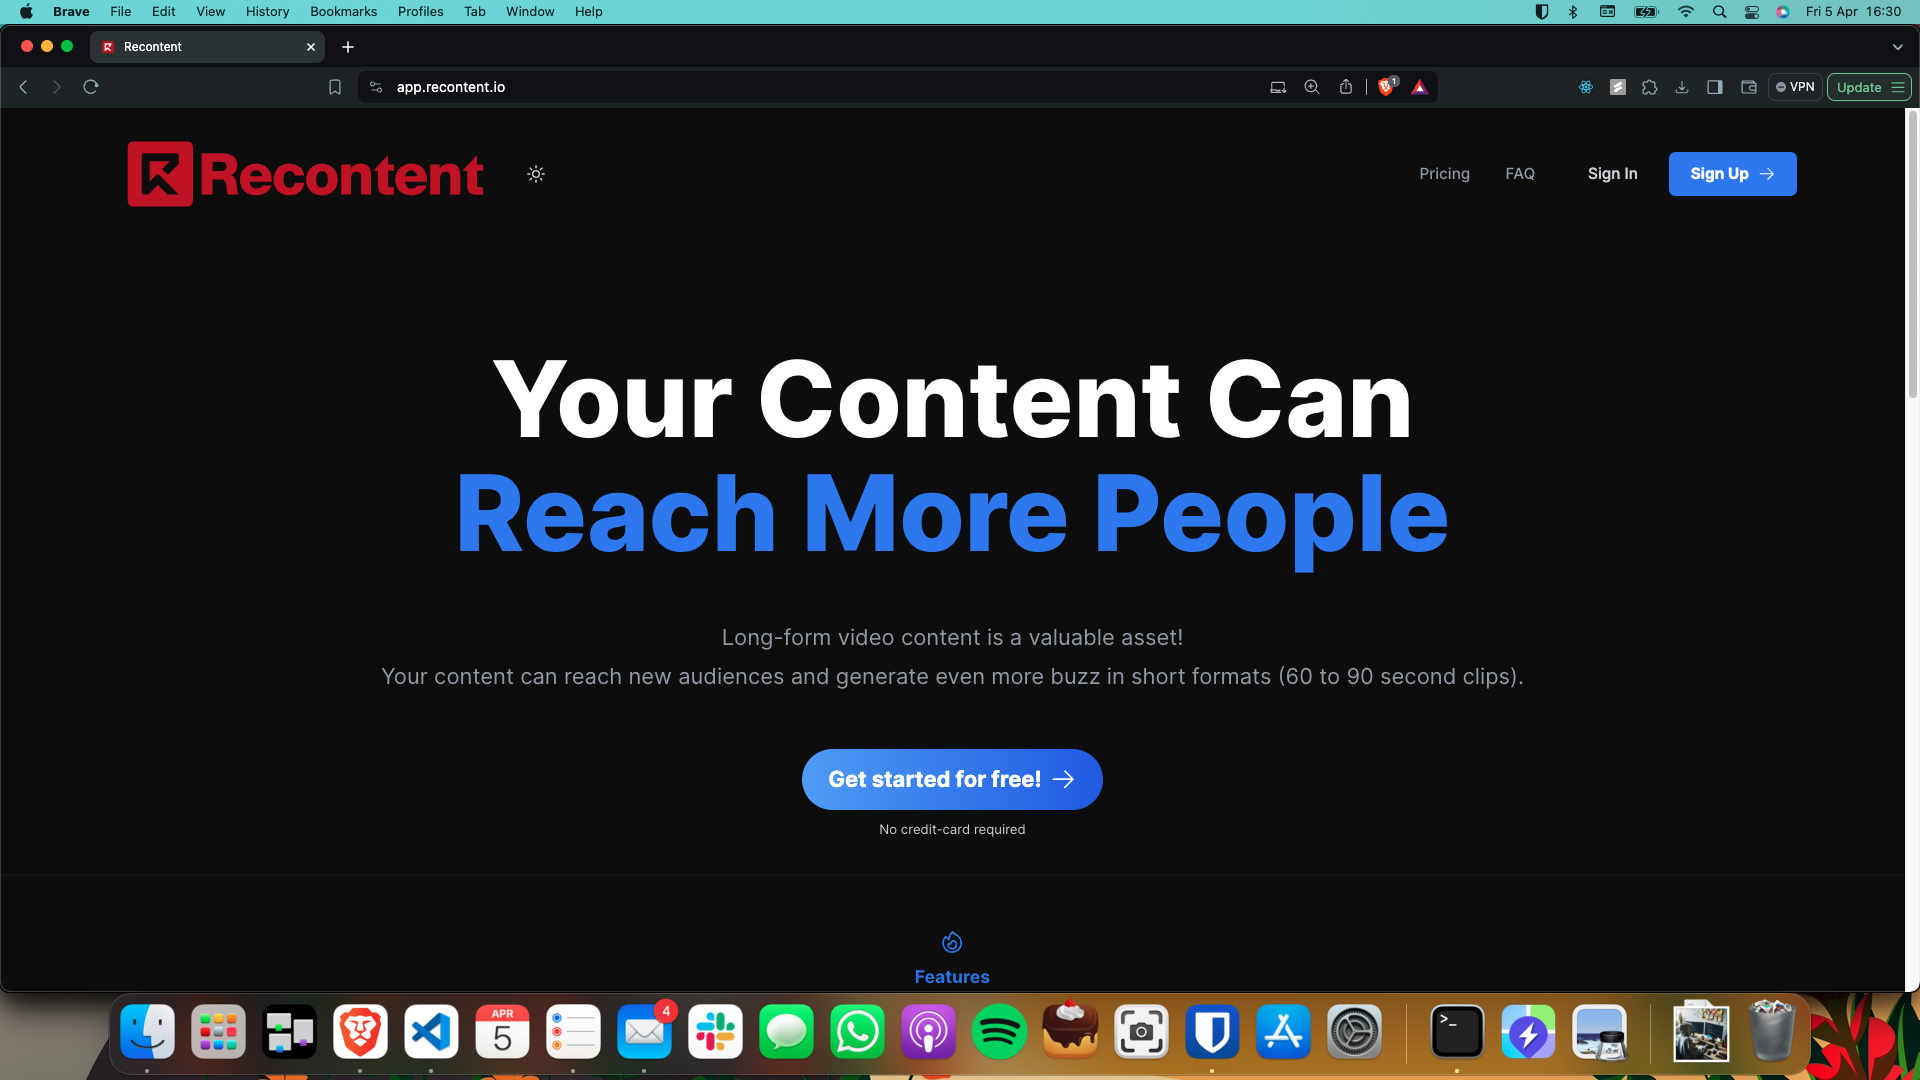 Brave File Edit View History Bookmarks Profiles Tab Window Help Fri 5 Apr 16:30
Recontent
app.recontent.io 1 VPN Update
Recontent Pricing FAQ Sign In Sign Up
Your Content Can
Reach More People
Long-form video content is a valuable asset!
Your content can reach new audiences and generate even more buzz in short formats (60 to 90 second clips).
Get started for free!
No credit-card required
Features
APR
5
4
>_